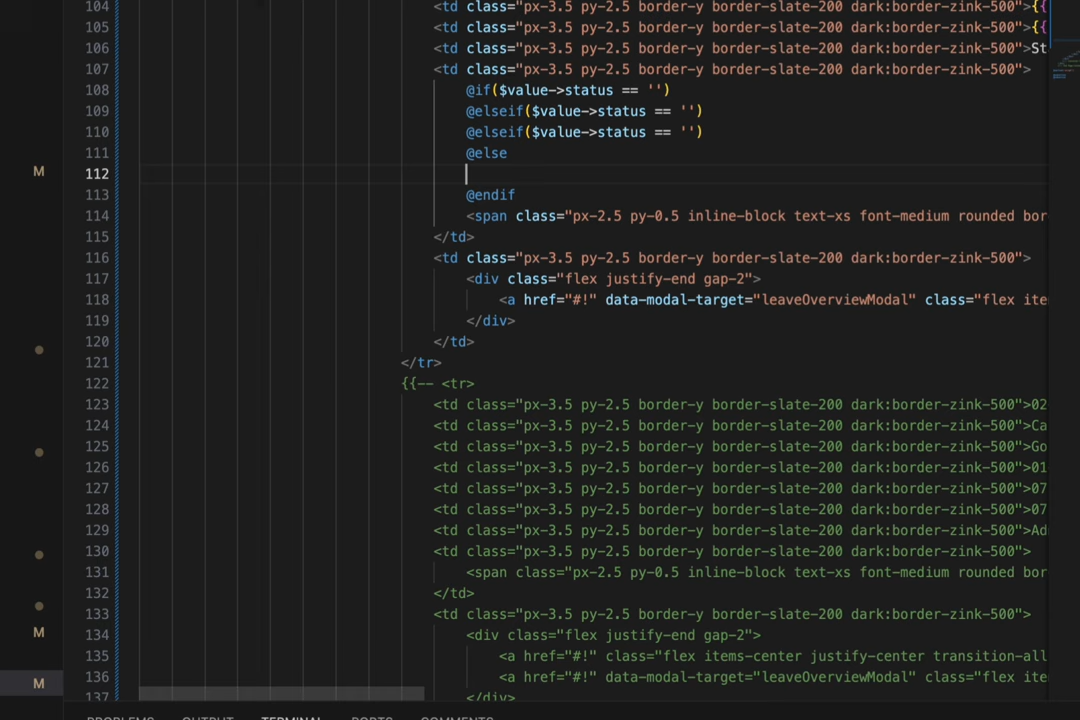 104 <td class="px-3.5 py-2.5 border-y border-slate-200 dark:border-zink-500">{{
105 <td class="px-3.5 py-2.5 border-y border-slate-200 dark:border-zink-500">{{
106 <td class="px-3.5 py-2.5 border-y border-slate-200 dark:border-zink-500">St
107 <td class="px-3.5 py-2.5 border-y border-slate-200 dark:border-zink-500">
108 @if($value->status == '')
109 @elseif($value->status == '')
110 @elseif($value->status == '')
111 @else
M 112
113 @endif
114 <span class="px-2.5 py-0.5 inline-block text-xs font-medium rounded bor
115 </td>
116 <td class="px-3.5 py-2.5 border-y border-slate-200 dark:border-zink-500">
117 <div class="flex justify-end gap-2">
118 <a href="#!" data-modal-target="leaveOverviewModal" class="flex ite
119 </div>
120 </td>
121 </tr>
122 {{-- <tr>
123 <td class="px-3.5 py-2.5 border-y border-slate-200 dark:border-zink-500">02
124 <td class="px-3.5 py-2.5 border-y border-slate-200 dark:border-zink-500">Ca
125 <td class="px-3.5 py-2.5 border-y border-slate-200 dark:border-zink-500">Go
126 <td class="px-3.5 py-2.5 border-y border-slate-200 dark:border-zink-500">01
127 <td class="px-3.5 py-2.5 border-y border-slate-200 dark:border-zink-500">07
128 <td class="px-3.5 py-2.5 border-y border-slate-200 dark:border-zink-500">07
129 <td class="px-3.5 py-2.5 border-y border-slate-200 dark:border-zink-500">Ad
130 <td class="px-3.5 py-2.5 border-y border-slate-200 dark:border-zink-500">
131 <span class="px-2.5 py-0.5 inline-block text-xs font-medium rounded bor
132 </td>
133 <td class="px-3.5 py-2.5 border-y border-slate-200 dark:border-zink-500">
M 134 <div class="flex justify-end gap-2">
135 <a href="#!" class="flex items-center justify-center transition-all
M 136 <a href="#!" data-modal-target="leaveOverviewModal" class="flex ite
137 </div>
PROBLEMS OUTPUT TERMINAL PORTS COMMENTS